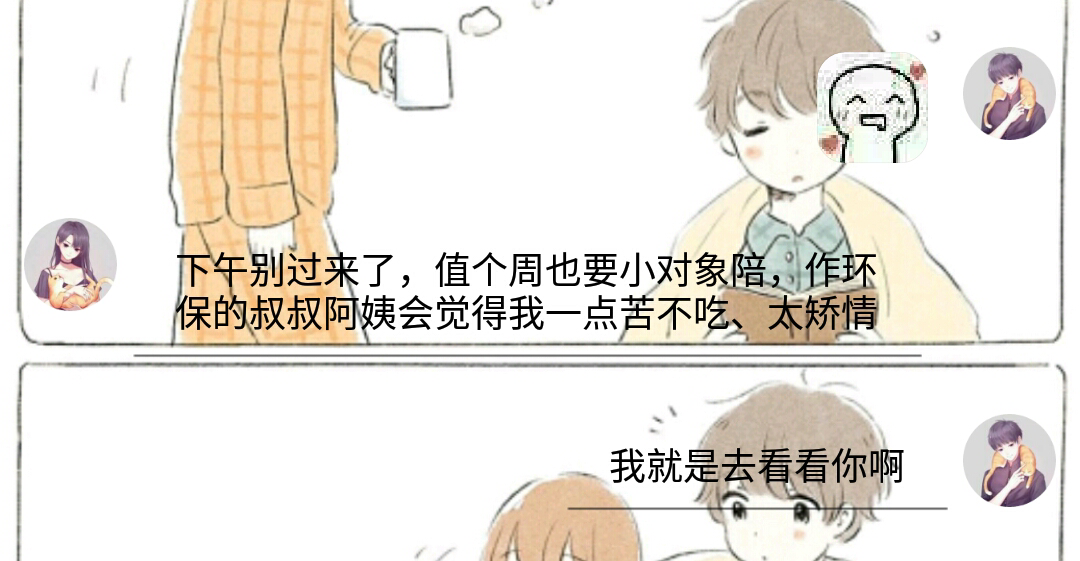 下午别过来了，值个周也要小对象陪，作环
保的叔叔阿姨会觉得我一点苦不吃、太矫情
我就是去看看你啊